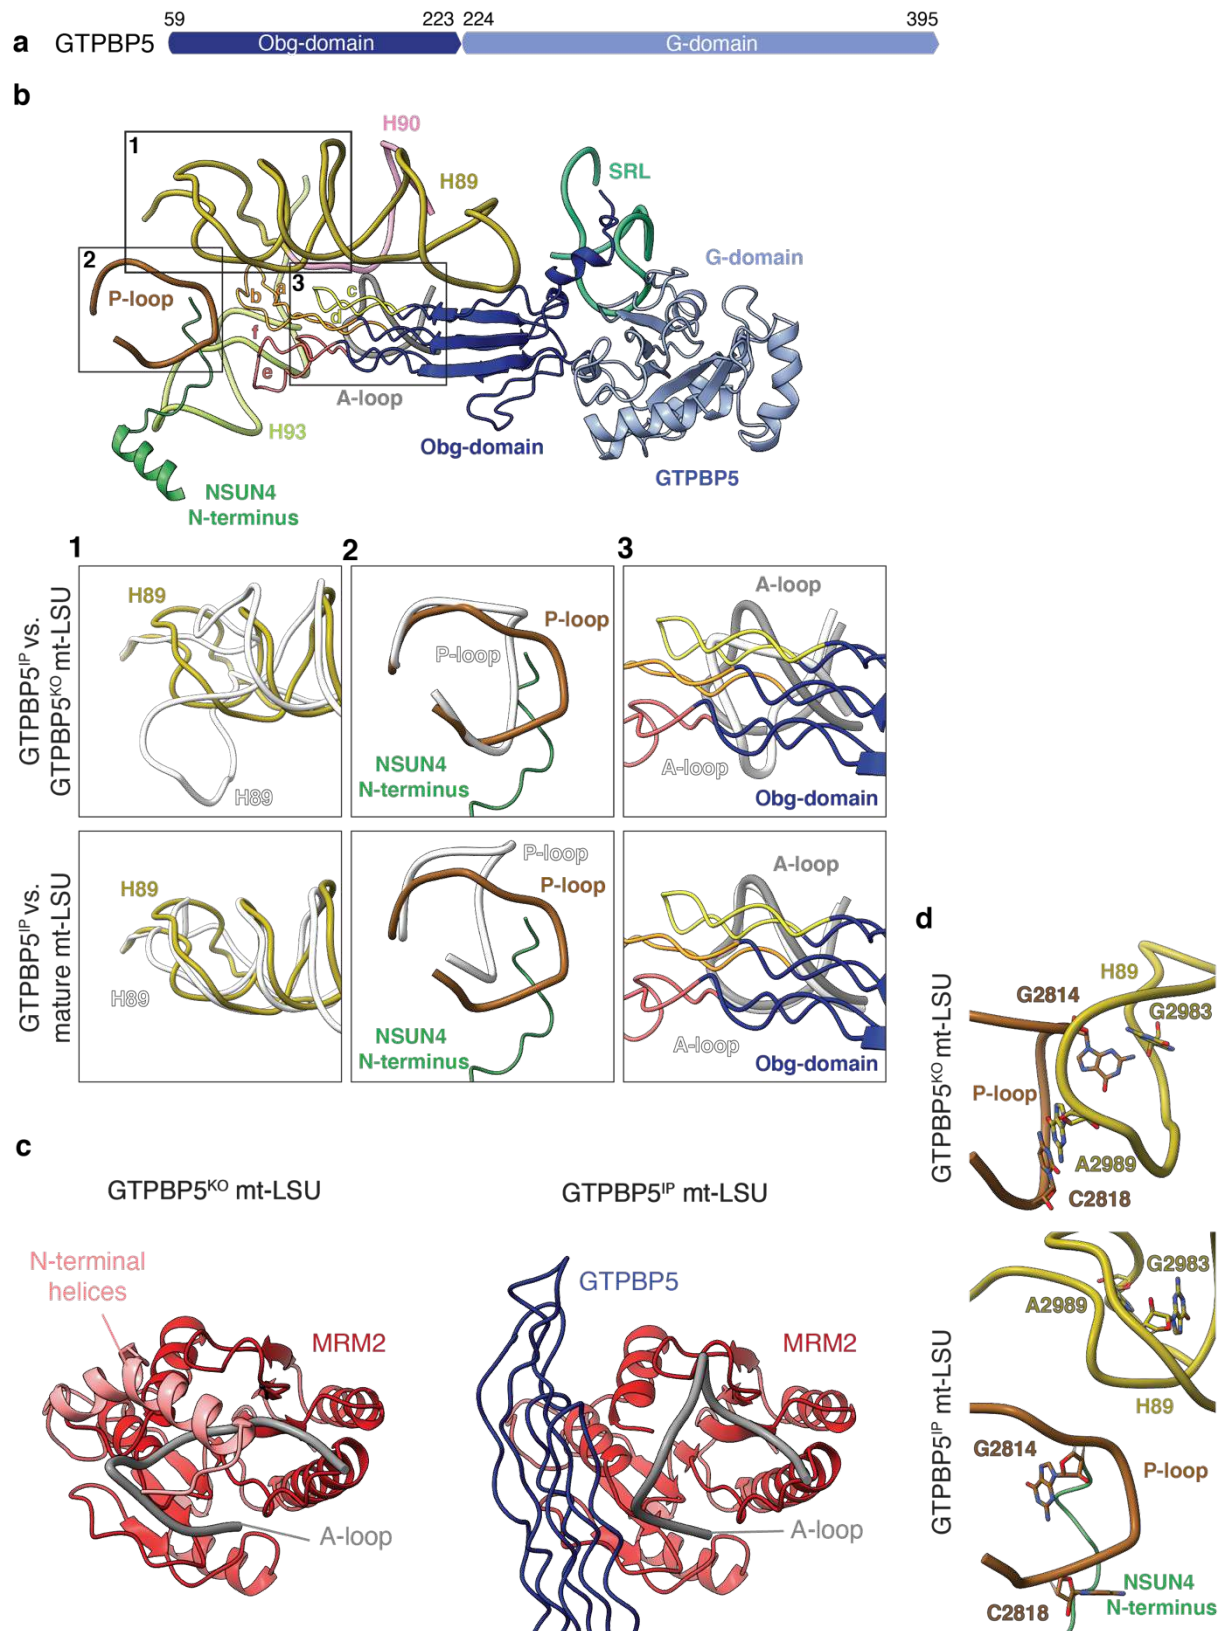 a
GTPBP5
59
223
224
395
Obg-domain
G-domain
b
1
H90
H89
SRL
G-domain
2
P-loop
3
a
b
c
d
f
e
A-loop
H93
Obg-domain
GTPBP5
NSUN4
N-terminus
1
2
3
GTPBP5IP vs.
GTPBP5KO mt-LSU
H89
H89
P-loop
P-loop
NSUN4
N-terminus
A-loop
A-loop
Obg-domain
GTPBP5IP vs.
mature mt-LSU
H89
H89
P-loop
P-loop
NSUN4
N-terminus
A-loop
A-loop
Obg-domain
c
GTPBP5KO mt-LSU
GTPBP5IP mt-LSU
N-terminal
helices
MRM2
A-loop
GTPBP5
MRM2
A-loop
d
GTPBP5KO mt-LSU
H89
G2814
G2983
P-loop
A2989
C2818
GTPBP5IP mt-LSU
G2983
A2989
H89
G2814
P-loop
NSUN4
N-terminus
C2818